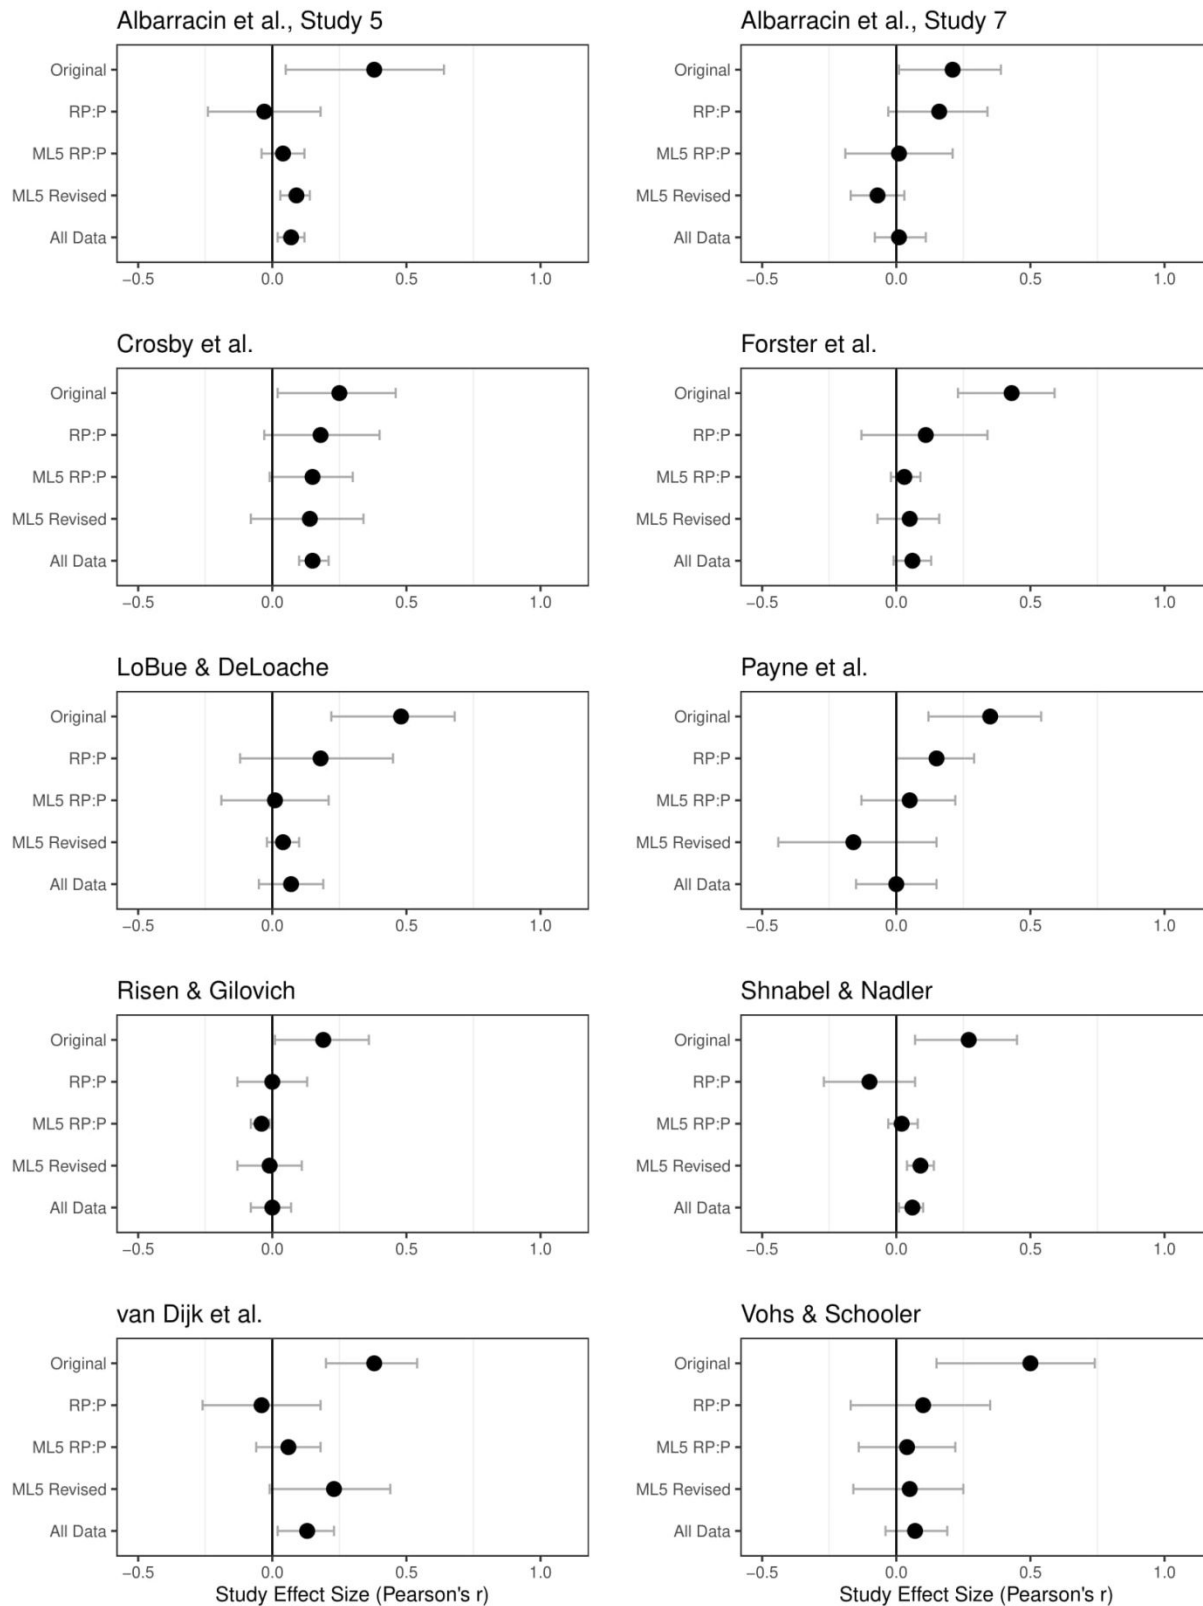 Albarracin et al., Study 5
Original
RP:P
ML5 RP:P
ML5 Revised
All Data
−0.5 0.0 0.5 1.0
Albarracin et al., Study 7
Original
RP:P
ML5 RP:P
ML5 Revised
All Data
−0.5 0.0 0.5 1.0
Crosby et al.
Original
RP:P
ML5 RP:P
ML5 Revised
All Data
−0.5 0.0 0.5 1.0
Forster et al.
Original
RP:P
ML5 RP:P
ML5 Revised
All Data
−0.5 0.0 0.5 1.0
LoBue & DeLoache
Original
RP:P
ML5 RP:P
ML5 Revised
All Data
−0.5 0.0 0.5 1.0
Payne et al.
Original
RP:P
ML5 RP:P
ML5 Revised
All Data
−0.5 0.0 0.5 1.0
Risen & Gilovich
Original
RP:P
ML5 RP:P
ML5 Revised
All Data
−0.5 0.0 0.5 1.0
Shnabel & Nadler
Original
RP:P
ML5 RP:P
ML5 Revised
All Data
−0.5 0.0 0.5 1.0
van Dijk et al.
Original
RP:P
ML5 RP:P
ML5 Revised
All Data
−0.5 0.0 0.5 1.0
Study Effect Size (Pearson's r)
Vohs & Schooler
Original
RP:P
ML5 RP:P
ML5 Revised
All Data
−0.5 0.0 0.5 1.0
Study Effect Size (Pearson's r)